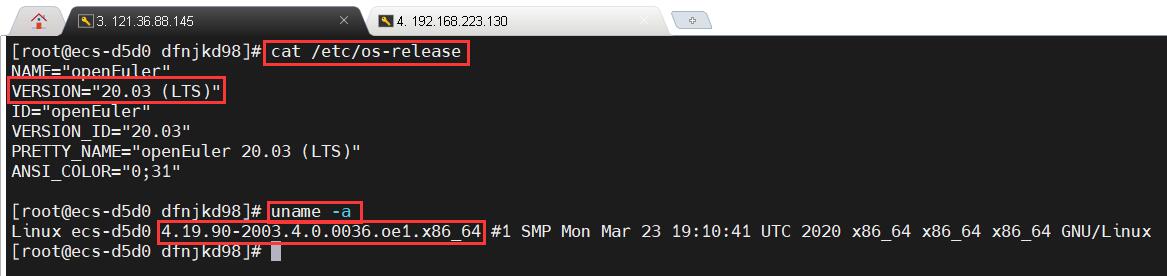 3. 121.36.88.145
4. 192.168.223.130
[root@ecs-d5d0 dfnjkd98]# cat /etc/os-release
NAME="openEuler"
VERSION="20.03 (LTS)"
ID="openEuler"
VERSION_ID="20.03"
PRETTY_NAME="openEuler 20.03 (LTS)"
ANSI_COLOR="0;31"
[root@ecs-d5d0 dfnjkd98]# uname -a
Linux ecs-d5d0 4.19.90-2003.4.0.0036.oe1.x86_64 #1 SMP Mon Mar 23 19:10:41 UTC 2020 x86_64 x86_64 x86_64 GNU/Linux
[root@ecs-d5d0 dfnjkd98]#